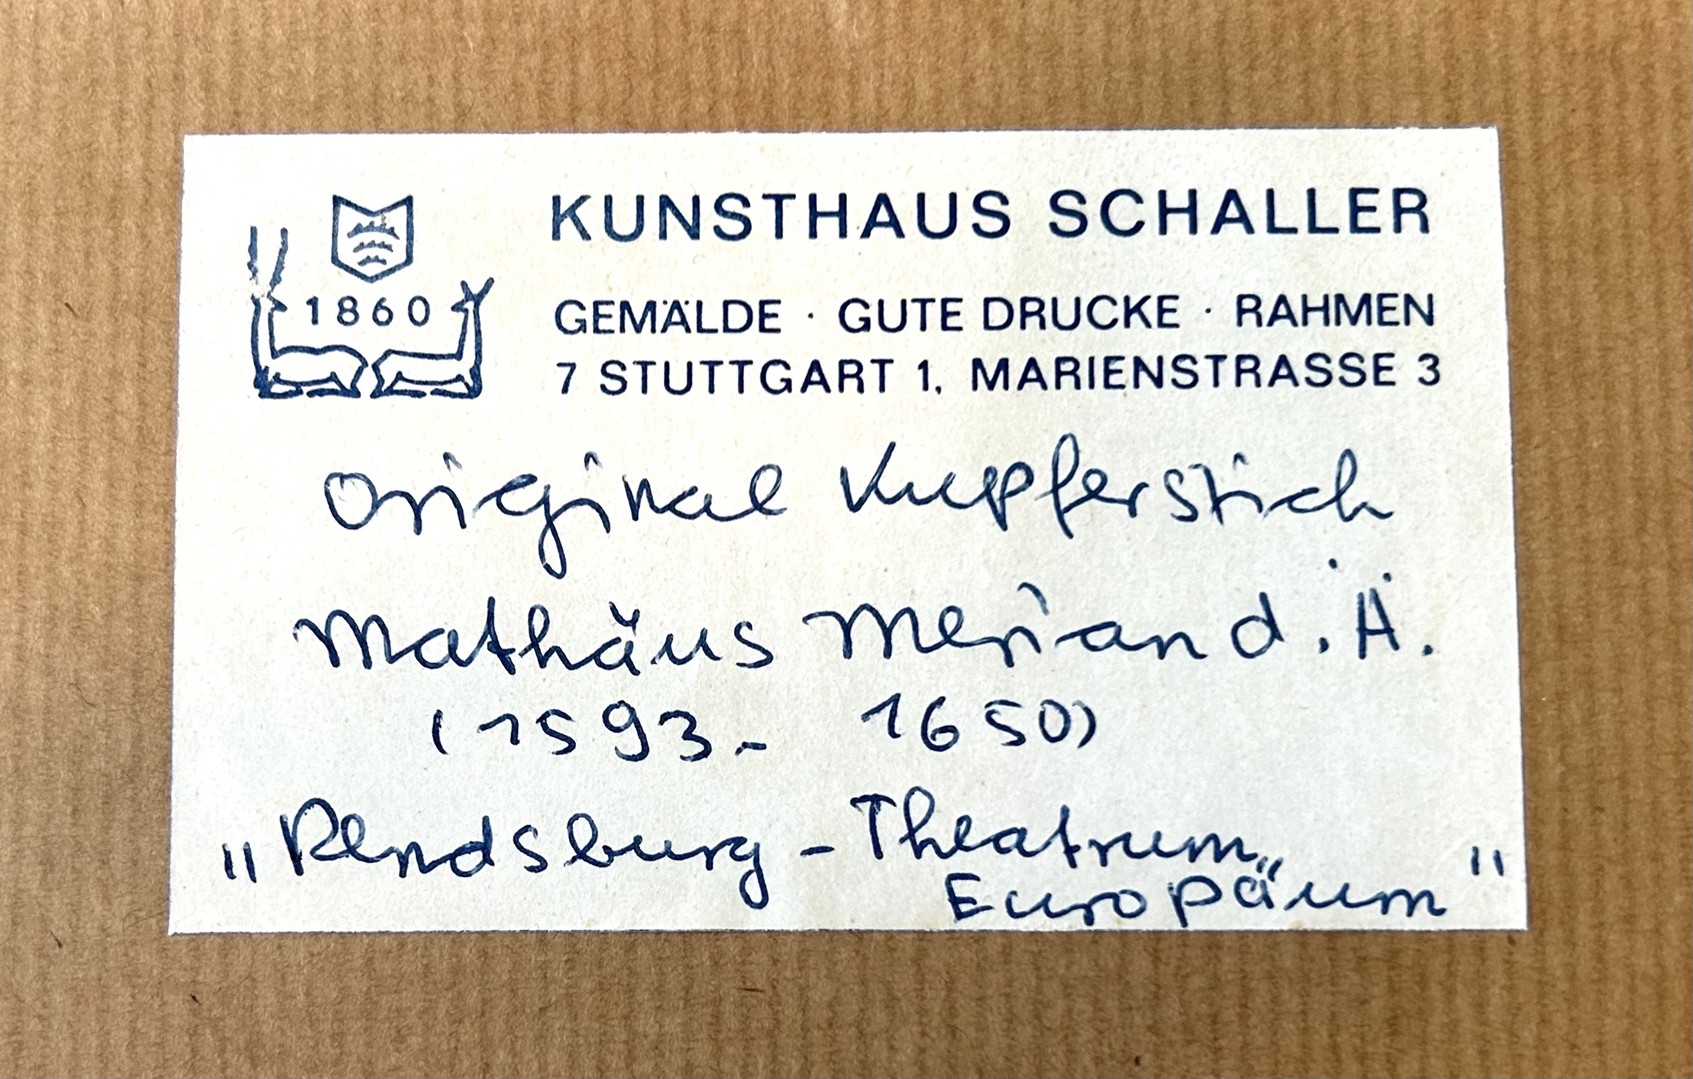 KUNSTHAUS SCHALLER
1860
GEMÄLDE · GUTE DRUCKE · RAHMEN
7 STUTTGART 1, MARIENSTRASSE 3
Original Kupferstich
Mathäus Merian d. Ä.
(1593 - 1650)
"Rendsburg - Theatrum
Europäum"